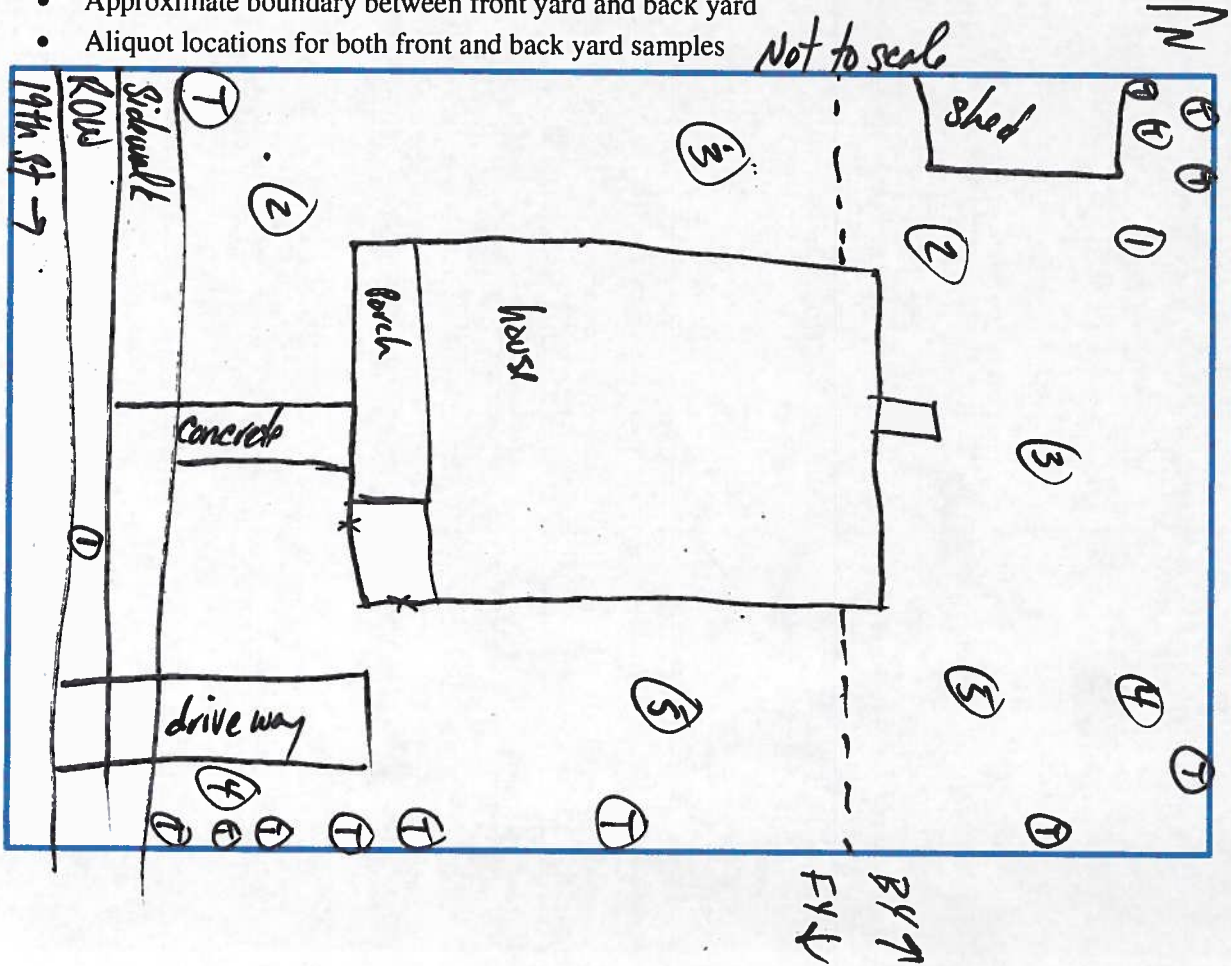 • Approximate boundary between front yard and back yard
• Aliquot locations for both front and back yard samples
Not to scale
N
19th St →
ROW
Sidewalk
T
2
3
shed
T
T
T
T
2
1
Porch
house
concrete
3
1
driveway
5
5
4
4
T
T
T
T
T
T
T
T
FY ↓
BY ↑